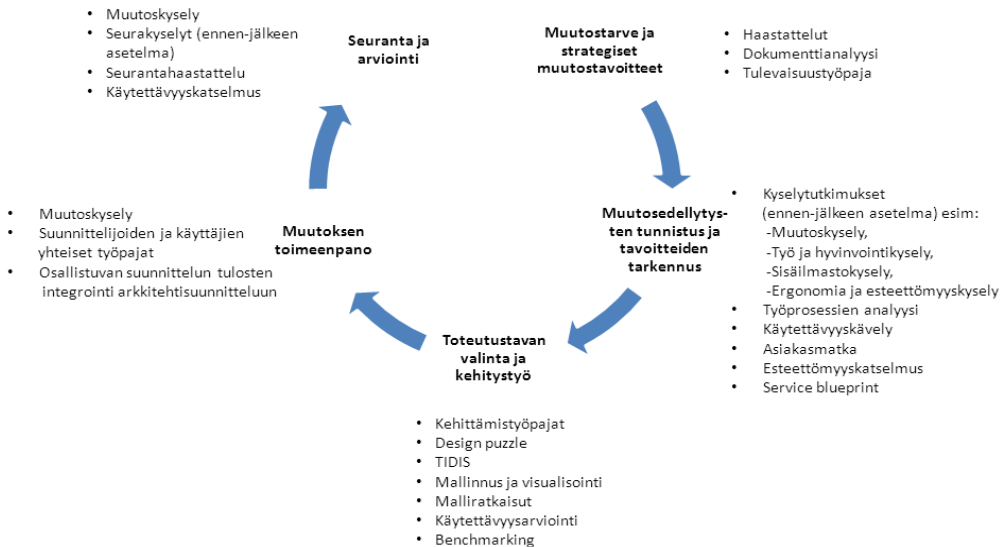 Muutostarve ja
strategiset
muutostavoitteet
• Haastattelut
• Dokumenttianalyysi
• Tulevaisuustyöpaja
Muutosedellytys-
ten tunnistus ja
tavoitteiden
tarkennus
• Kyselytutkimukset
(ennen-jälkeen asetelma) esim:
-Muutoskysely,
-Työ ja hyvinvointikysely,
-Sisäilmastokysely,
-Ergonomia ja esteettömyyskysely
• Työprosessien analyysi
• Käytettävyyskävely
• Asiakasmatka
• Esteettömyyskatselmus
• Service blueprint
Toteutustavan
valinta ja
kehitystyö
• Kehittämistyöpajat
• Design puzzle
• TIDIS
• Mallinnus ja visualisointi
• Malliratkaisut
• Käytettävyysarviointi
• Benchmarking
Muutoksen
toimeenpano
• Muutoskysely
• Suunnittelijoiden ja käyttäjien
yhteiset työpajat
• Osallistuvan suunnittelun tulosten
integrointi arkkitehtisuunnitteluun
Seuranta ja
arviointi
• Muutoskysely
• Seurakyselyt (ennen-jälkeen
asetelma)
• Seurantahaastattelu
• Käytettävyyskatselmus